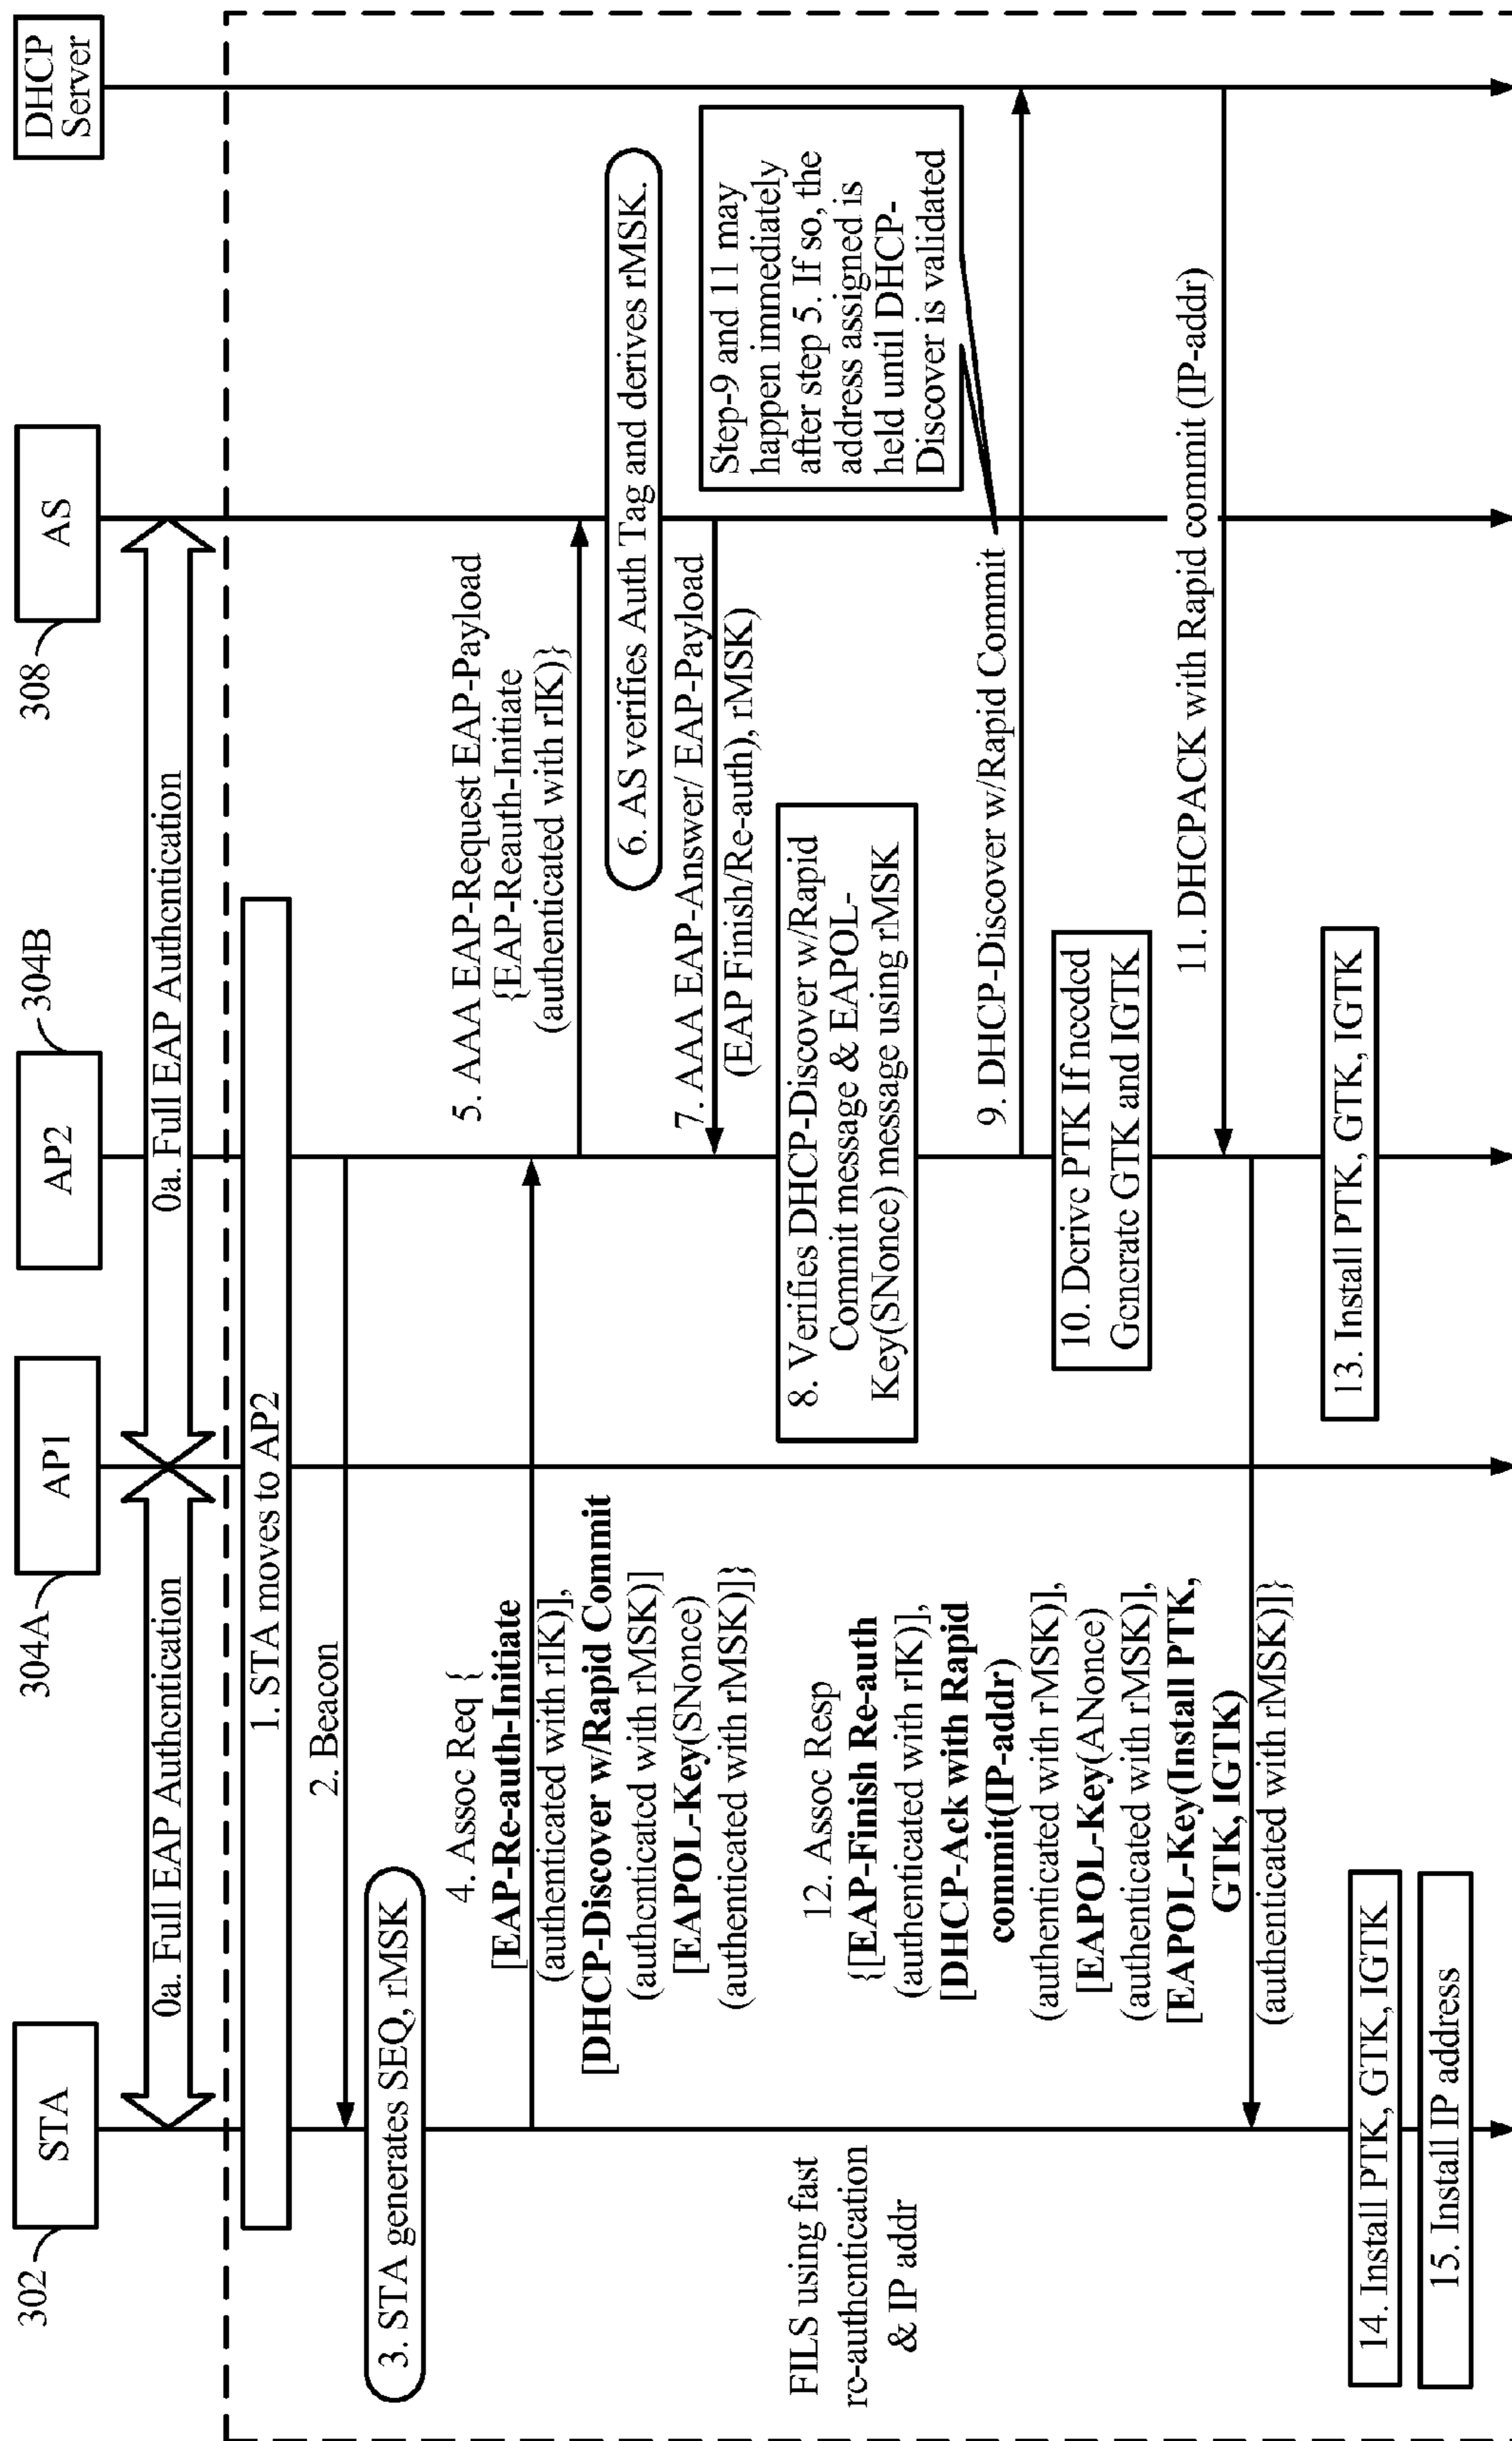 302
STA
304A
AP1
AP2
304B
308
AS
DHCP
Server
0a. Full EAP Authentication
0a. Full EAP Authentication
1. STA moves to AP2
2. Beacon
3. STA generates SEQ, rMSK
4. Assoc Req {
[EAP-Re-auth-Initiate
(authenticated with rIK)],
[DHCP-Discover w/Rapid Commit
(authenticated with rMSK)]
[EAPOL-Key(SNonce)
(authenticated with rMSK)]}
5. AAA EAP-Request EAP-Payload
{EAP-Reauth-Initiate
(authenticated with rIK)}
6. AS verifies Auth Tag and derives rMSK.
7. AAA EAP-Answer/ EAP-Payload
(EAP Finish/Re-auth), rMSK)
Step-9 and 11 may
happen immediately
after step 5. If so, the
address assigned is
held until DHCP-
Discover is validated
8. Verifies DHCP-Discover w/Rapid
Commit message & EAPOL-
Key(SNonce) message using rMSK
FILS using fast
re-authentication
& IP addr
9. DHCP-Discover w/Rapid Commit
10. Derive PTK If needed
Generate GTK and IGTK
11. DHCPACK with Rapid commit (IP-addr)
12. Assoc Resp
{[EAP-Finish Re-auth
(authenticated with rIK)],
[DHCP-Ack with Rapid
commit(IP-addr)
(authenticated with rMSK)],
[EAPOL-Key(ANonce)
(authenticated with rMSK)],
[EAPOL-Key(Install PTK,
GTK, IGTK)
(authenticated with rMSK)]}
13. Install PTK, GTK, IGTK
14. Install PTK, GTK, IGTK
15. Install IP address